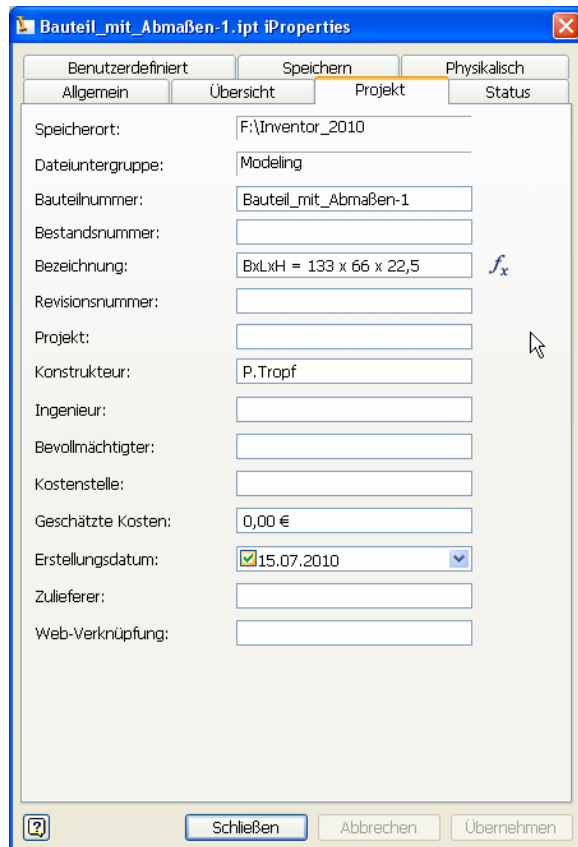 Bauteil_mit_Abmaßen-1.ipt iProperties
Benutzerdefiniert Speichern Physikalisch
Allgemein Übersicht Projekt Status
Speicherort: F:\Inventor_2010
Dateiuntergruppe: Modeling
Bauteilnummer: Bauteil_mit_Abmaßen-1
Bestandsnummer:
Bezeichnung: BxLxH = 133 x 66 x 22,5 fx
Revisionsnummer:
Projekt:
Konstrukteur: P.Tropf
Ingenieur:
Bevollmächtigter:
Kostenstelle:
Geschätzte Kosten: 0,00 €
Erstellungsdatum: 15.07.2010
Zulieferer:
Web-Verknüpfung:
? Schließen Abbrechen Übernehmen